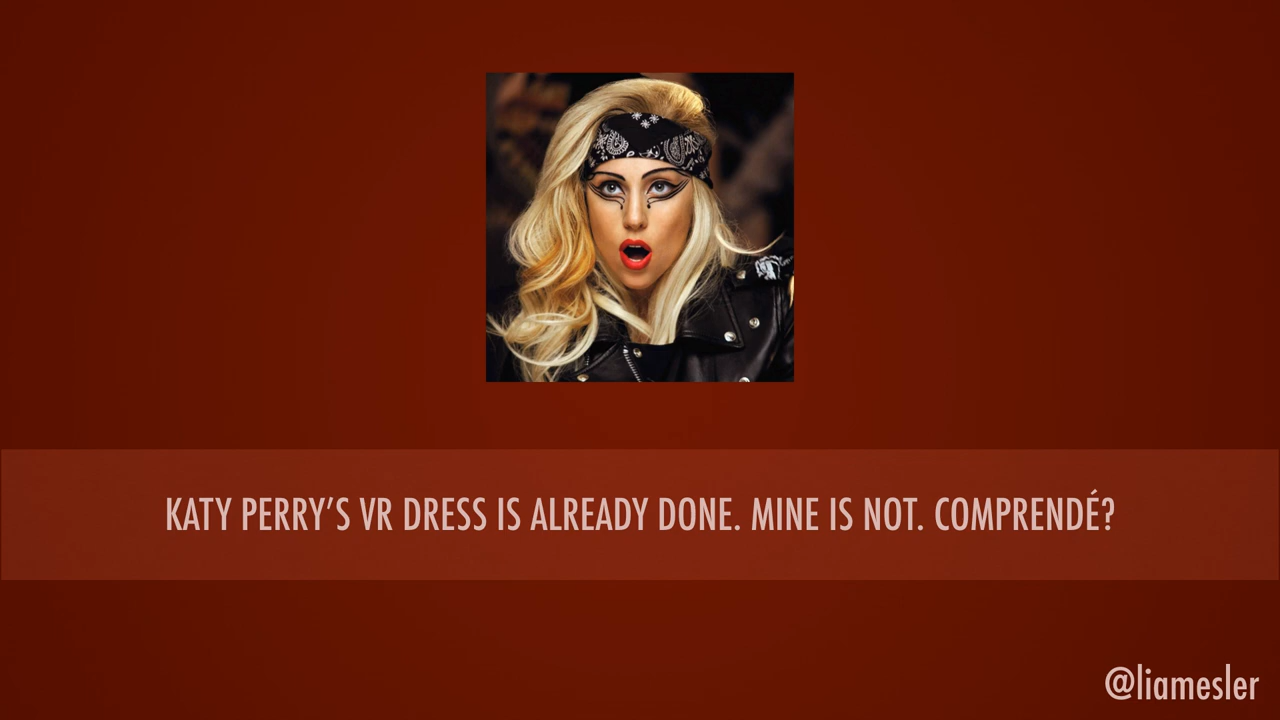 KATY PERRY’S VR DRESS IS ALREADY DONE. MINE IS NOT. COMPRENDÉ?
@liamesler